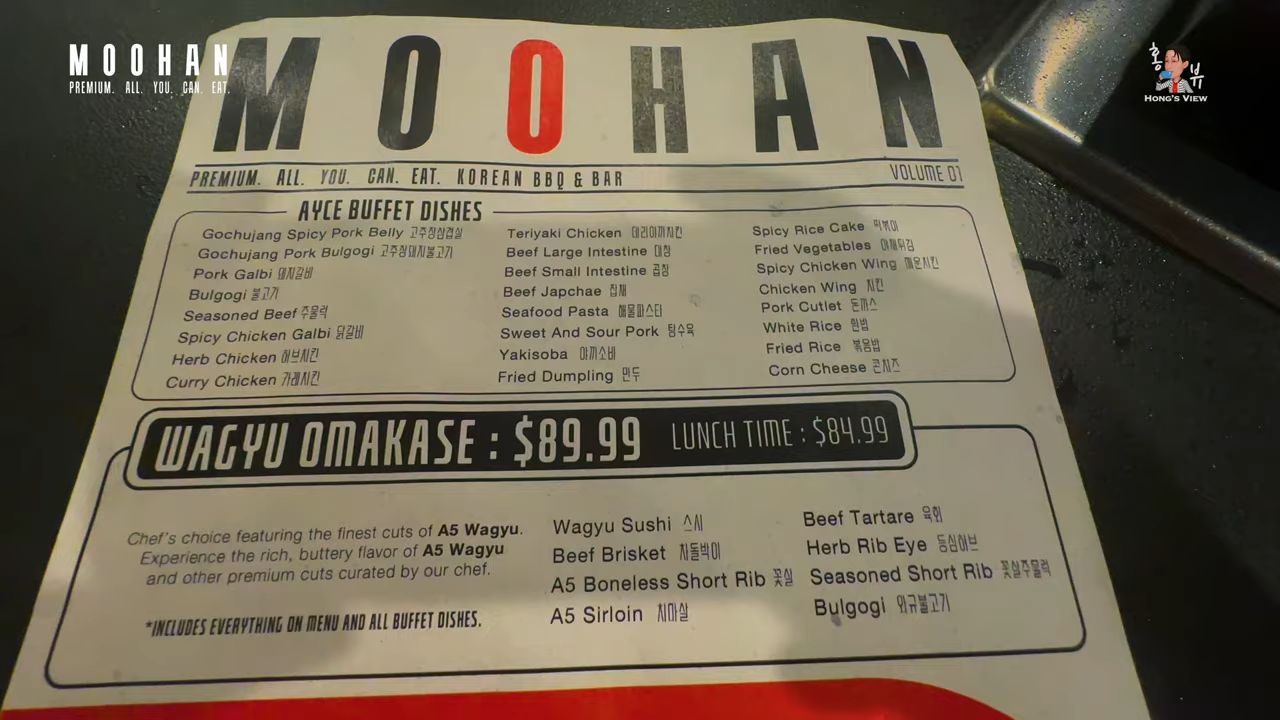 MOOHAN
PREMIUM. ALL. YOU. CAN. EAT.
홍뷰
HONG'S VIEW
MOOHAN
PREMIUM. ALL. YOU. CAN. EAT. KOREAN BBQ & BAR
VOLUME 01
AYCE BUFFET DISHES
Gochujang Spicy Pork Belly 고추장삼겹살
Gochujang Pork Bulgogi 고추장돼지불고기
Pork Galbi 돼지갈비
Bulgogi 불고기
Seasoned Beef 주물럭
Spicy Chicken Galbi 닭갈비
Herb Chicken 허브치킨
Curry Chicken 카레치킨
Teriyaki Chicken 데리야끼치킨
Beef Large Intestine 대창
Beef Small Intestine 곱창
Beef Japchae 잡채
Seafood Pasta 해물파스타
Sweet And Sour Pork 탕수육
Yakisoba 야끼소바
Fried Dumpling 만두
Spicy Rice Cake 떡볶이
Fried Vegetables 야채튀김
Spicy Chicken Wing 매운치킨
Chicken Wing 치킨
Pork Cutlet 돈까스
White Rice 흰밥
Fried Rice 볶음밥
Corn Cheese 콘치즈
WAGYU OMAKASE : $89.99 LUNCH TIME : $84.99
Chef's choice featuring the finest cuts of A5 Wagyu.
Experience the rich, buttery flavor of A5 Wagyu
and other premium cuts curated by our chef.
*INCLUDES EVERYTHING ON MENU AND ALL BUFFET DISHES.
Wagyu Sushi 스시
Beef Brisket 차돌박이
A5 Boneless Short Rib 꽃살
A5 Sirloin 치마살
Beef Tartare 육회
Herb Rib Eye 등심허브
Seasoned Short Rib 꽃살주물럭
Bulgogi 와규불고기